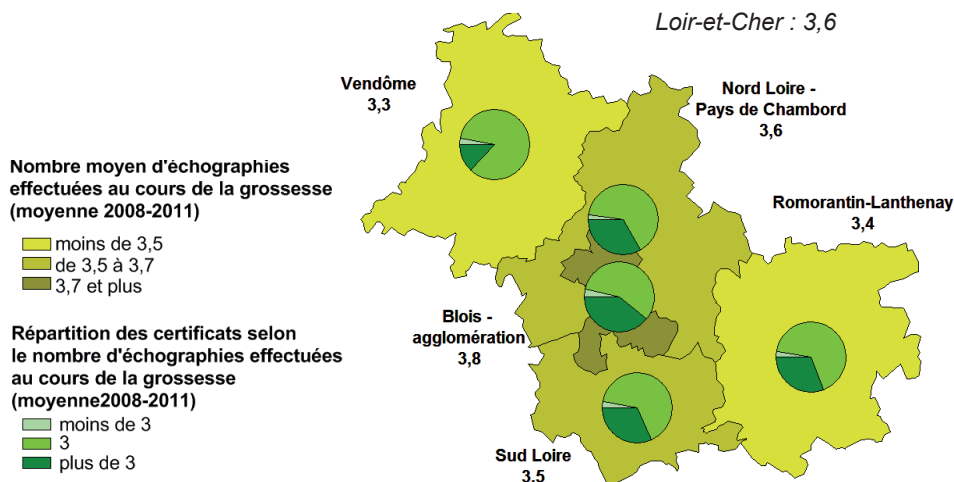 Loir-et-Cher : 3,6
Vendôme
3,3
Nord Loire -
Pays de Chambord
3,6
Nombre moyen d'échographies
effectuées au cours de la grossesse
(moyenne 2008-2011)
moins de 3,5
de 3,5 à 3,7
3,7 et plus
Romorantin-Lanthenay
3,4
Blois -
agglomération
3,8
Répartition des certificats selon
le nombre d'échographies effectuées
au cours de la grossesse
(moyenne2008-2011)
moins de 3
3
plus de 3
Sud Loire
3,5